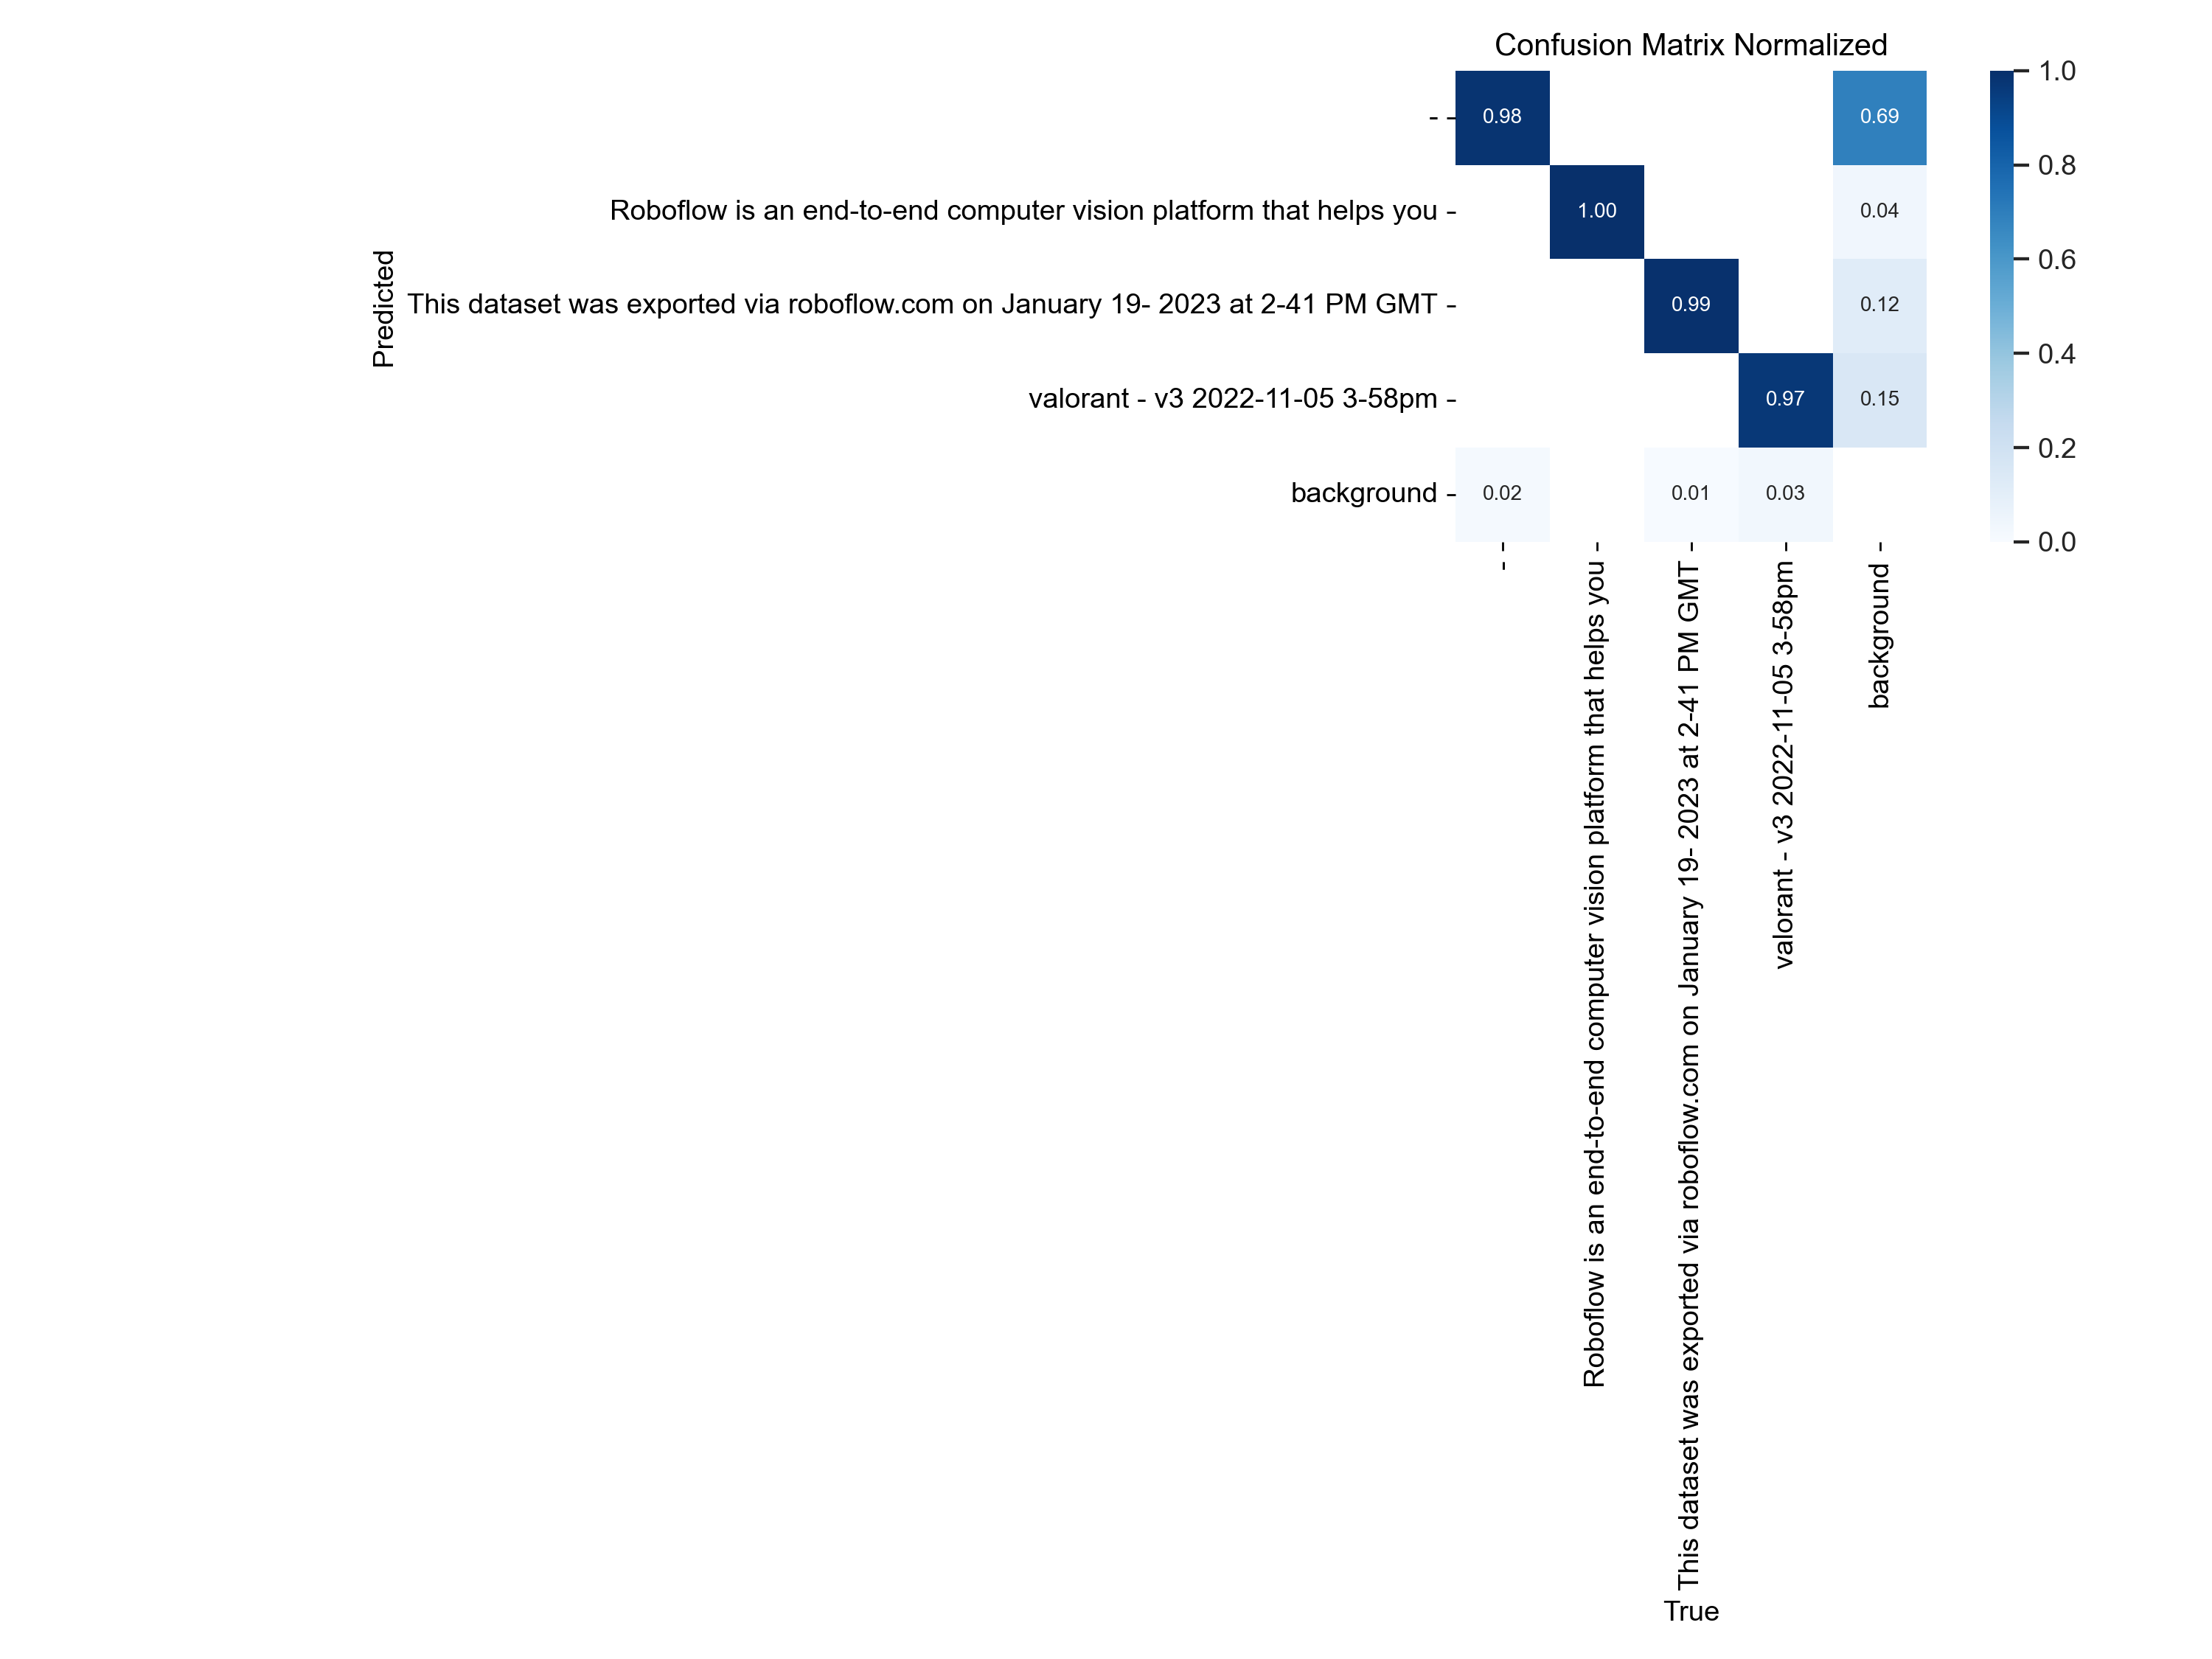 Confusion Matrix Normalized
-
0.98
0.69
1.0
Roboflow is an end-to-end computer vision platform that helps you
1.00
0.04
0.8
This dataset was exported via roboflow.com on January 19- 2023 at 2-41 PM GMT
0.99
0.12
0.6
valorant - v3 2022-11-05 3-58pm
0.97
0.15
0.4
background
0.02
0.01
0.03
0.2
0.0
Predicted
-
Roboflow is an end-to-end computer vision platform that helps you
This dataset was exported via roboflow.com on January 19- 2023 at 2-41 PM GMT
valorant - v3 2022-11-05 3-58pm
background
True